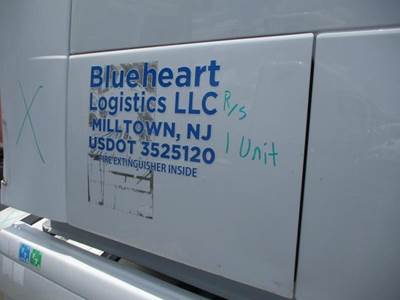 Blueheart
Logistics LLC
MILLTOWN, NJ
USDOT 3525120
FIRE EXTINGUISHER INSIDE
R/s
1 Unit
X